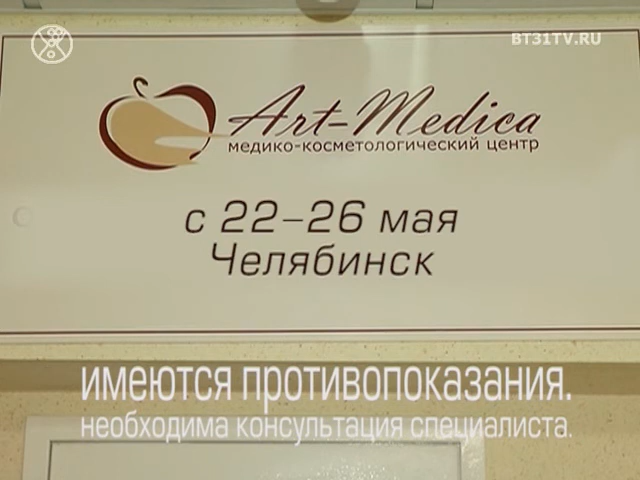 BT31TV.RU
Art-Medica
медико-косметологический центр
с 22-26 мая
Челябинск
имеются противопоказания.
необходима консультация специалиста.